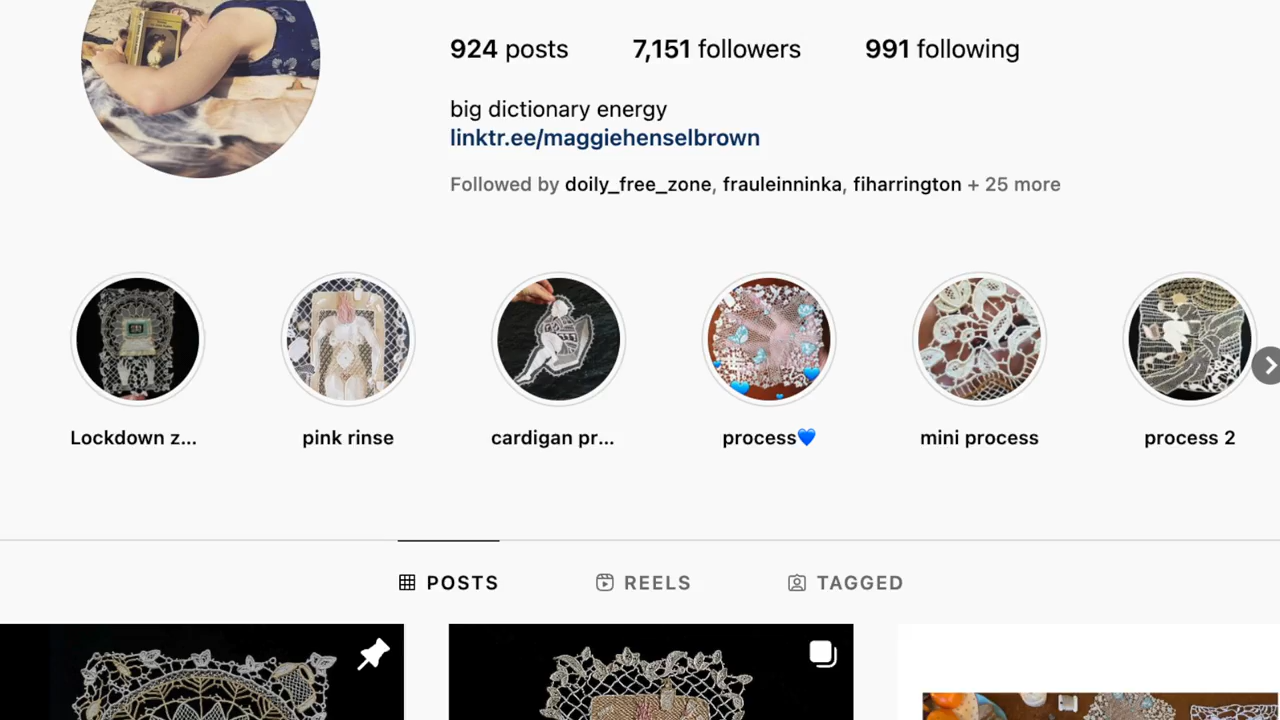 924 posts 7,151 followers 991 following
big dictionary energy
linktr.ee/maggiehenselbrown
Followed by doily_free_zone, frauleinninka, fiharrington + 25 more
Lockdown z... pink rinse cardigan pr... process💙 mini process process 2
POSTS REELS TAGGED